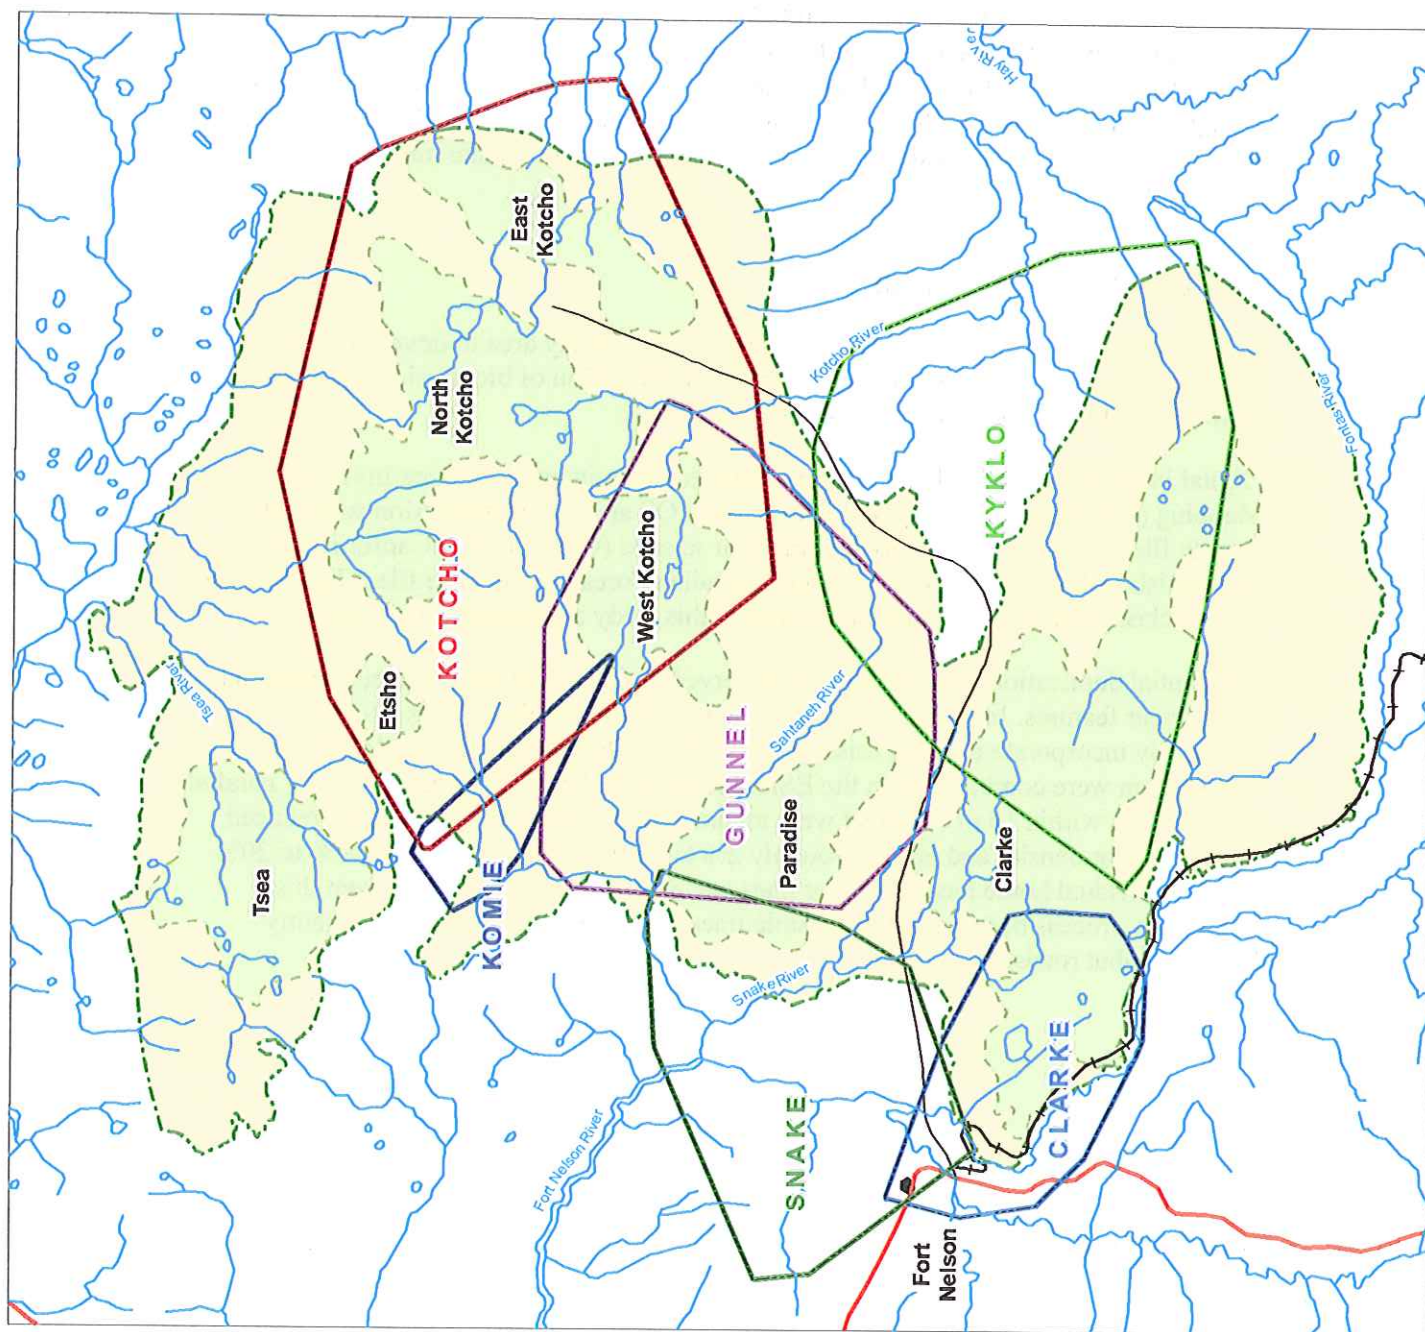 Tsea River
Tsea
Etsho
KOTCHO
North
Kotcho
KOMIE
East
Kotcho
Fort Nelson River
West Kotcho
GUNNEL
Snake River
Paradise
SNAKE
Sahtaneh River
Kotcho River
Fort
Nelson
Hay River
KYKLO
Clarke
CLARKE
Fontas River